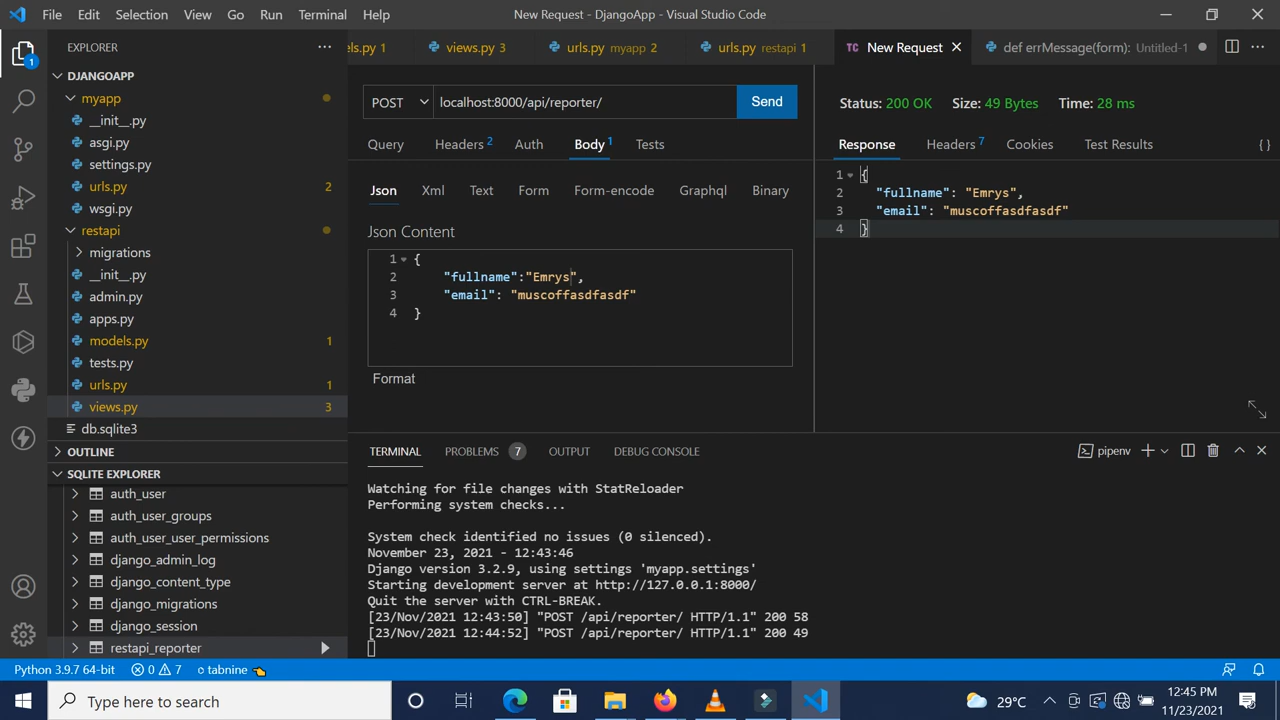 File Edit Selection View Go Run Terminal Help New Request - DjangoApp - Visual Studio Code
EXPLORER
DJANGOAPP
myapp
__init__.py
asgi.py
settings.py
urls.py 2
wsgi.py
restapi
migrations
__init__.py
admin.py
apps.py
models.py 1
tests.py
urls.py 1
views.py 3
db.sqlite3
OUTLINE
SQLITE EXPLORER
auth_user
auth_user_groups
auth_user_user_permissions
django_admin_log
django_content_type
django_migrations
django_session
restapi_reporter
els.py 1 views.py 3 urls.py myapp 2 urls.py restapi 1 TC New Request def errMessage(form): Untitled-1
POST localhost:8000/api/reporter/ Send
Query Headers 2 Auth Body 1 Tests
Json Xml Text Form Form-encode Graphql Binary
Json Content
1 {
2 "fullname":"Emrys",
3 "email": "muscoffasdfasdf"
4 }
Format
Status: 200 OK Size: 49 Bytes Time: 28 ms
Response Headers 7 Cookies Test Results { }
1 {
2 "fullname": "Emrys",
3 "email": "muscoffasdfasdf"
4 }
TERMINAL PROBLEMS 7 OUTPUT DEBUG CONSOLE pipenv
Watching for file changes with StatReloader
Performing system checks...
System check identified no issues (0 silenced).
November 23, 2021 - 12:43:46
Django version 3.2.9, using settings 'myapp.settings'
Starting development server at http://127.0.0.1:8000/
Quit the server with CTRL-BREAK.
[23/Nov/2021 12:43:50] "POST /api/reporter/ HTTP/1.1" 200 58
[23/Nov/2021 12:44:52] "POST /api/reporter/ HTTP/1.1" 200 49
1
Python 3.9.7 64-bit 0 7 tabnine
Type here to search
29°C
12:45 PM
11/23/2021